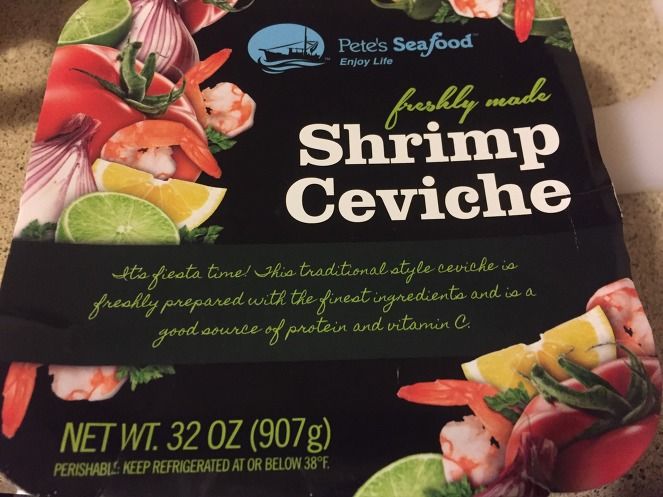 Pete's Seafood™
Enjoy Life
freshly made
Shrimp
Ceviche
It's fiesta time! This traditional style ceviche is
freshly prepared with the finest ingredients and is a
good source of protein and vitamin C.
NET WT. 32 OZ (907g)
PERISHABLE: KEEP REFRIGERATED AT OR BELOW 38°F.